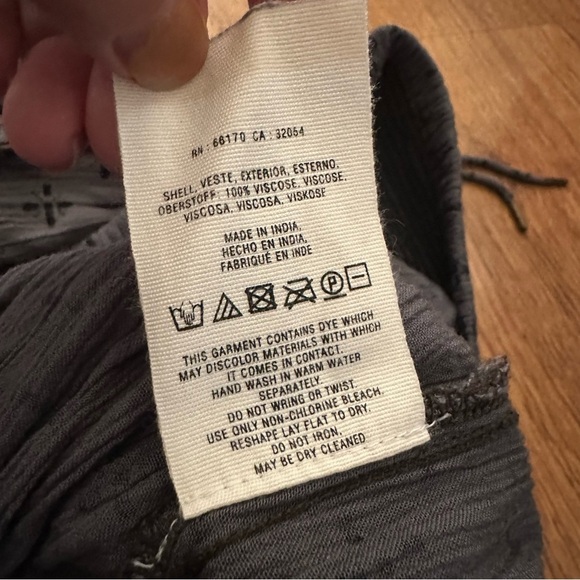 RN : 66170 CA : 32054
SHELL, VESTE, EXTERIOR, ESTERNO,
OBERSTOFF: 100% VISCOSE, VISCOSE,
VISCOSA, VISCOSA, VISKOSE
MADE IN INDIA,
HECHO EN INDIA,
FABRIQUÉ EN INDE
P
THIS GARMENT CONTAINS DYE WHICH
MAY DISCOLOR MATERIALS WITH WHICH
IT COMES IN CONTACT.
HAND WASH IN WARM WATER
SEPARATELY.
DO NOT WRING OR TWIST.
USE ONLY NON-CHLORINE BLEACH.
RESHAPE LAY FLAT TO DRY.
DO NOT IRON.
MAY BE DRY CLEANED